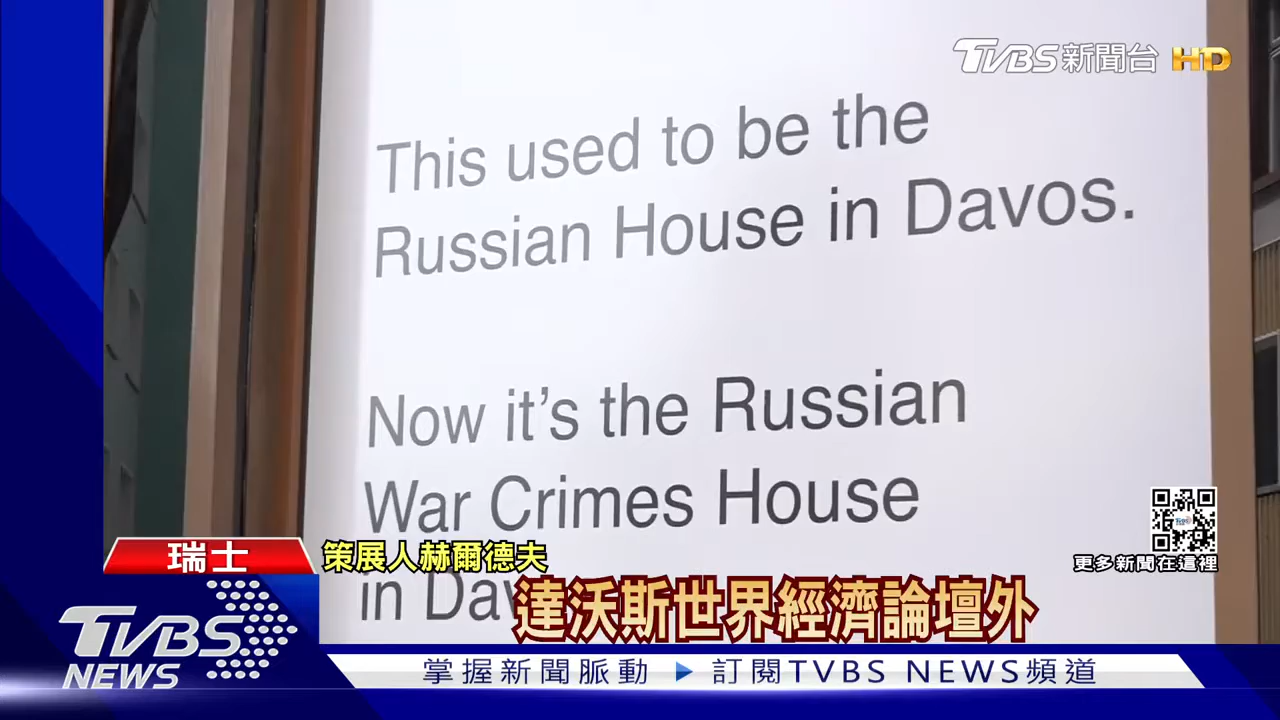 TVBS新聞台 HD
This used to be the
Russian House in Davos.
Now it's the Russian
War Crimes House
in Dav
瑞士
策展人赫爾德夫
更多新聞在這裡
達沃斯世界經濟論壇外
TVBS
NEWS
掌握新聞脈動 ▶ 訂閱TVBS NEWS頻道